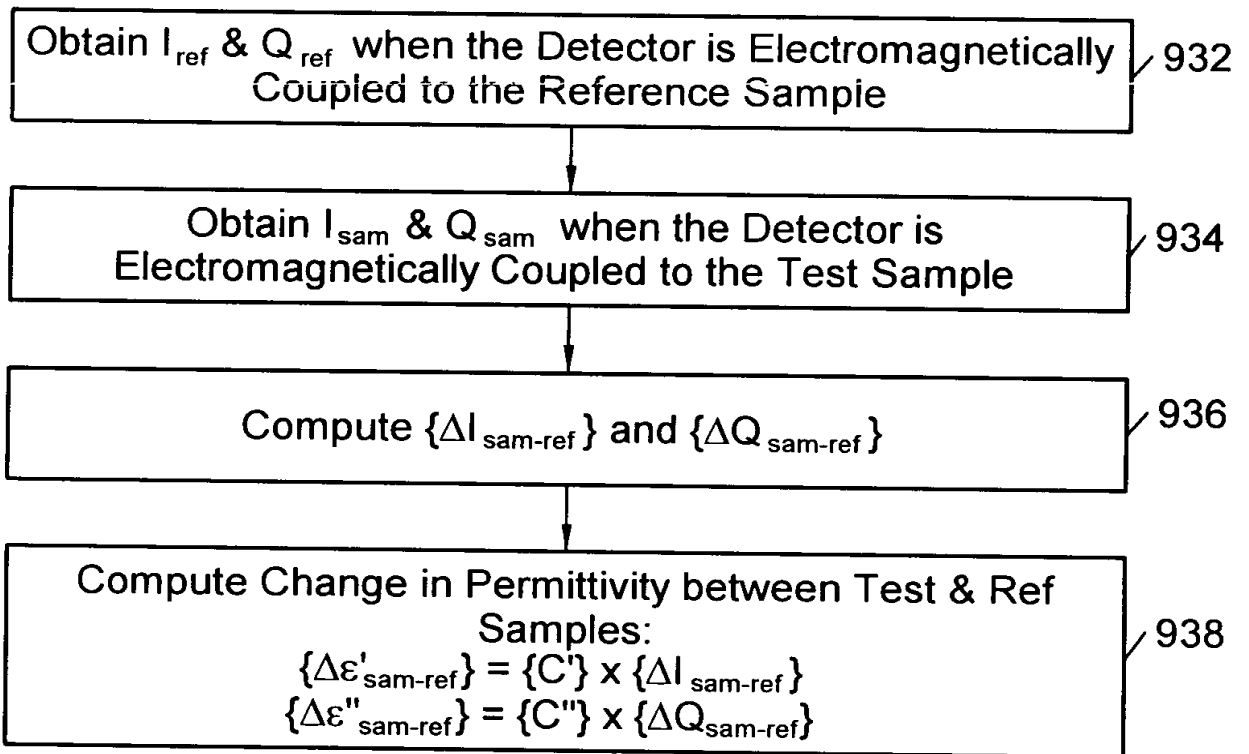 Obtain I_ref & Q_ref when the Detector is Electromagnetically
Coupled to the Reference Sample
932
Obtain I_sam & Q_sam when the Detector is
Electromagnetically Coupled to the Test Sample
934
Compute {ΔI_sam-ref} and {ΔQ_sam-ref}
936
Compute Change in Permittivity between Test & Ref
Samples:
{Δε'_sam-ref} = {C'} x {ΔI_sam-ref}
{Δε"_sam-ref} = {C"} x {ΔQ_sam-ref}
938